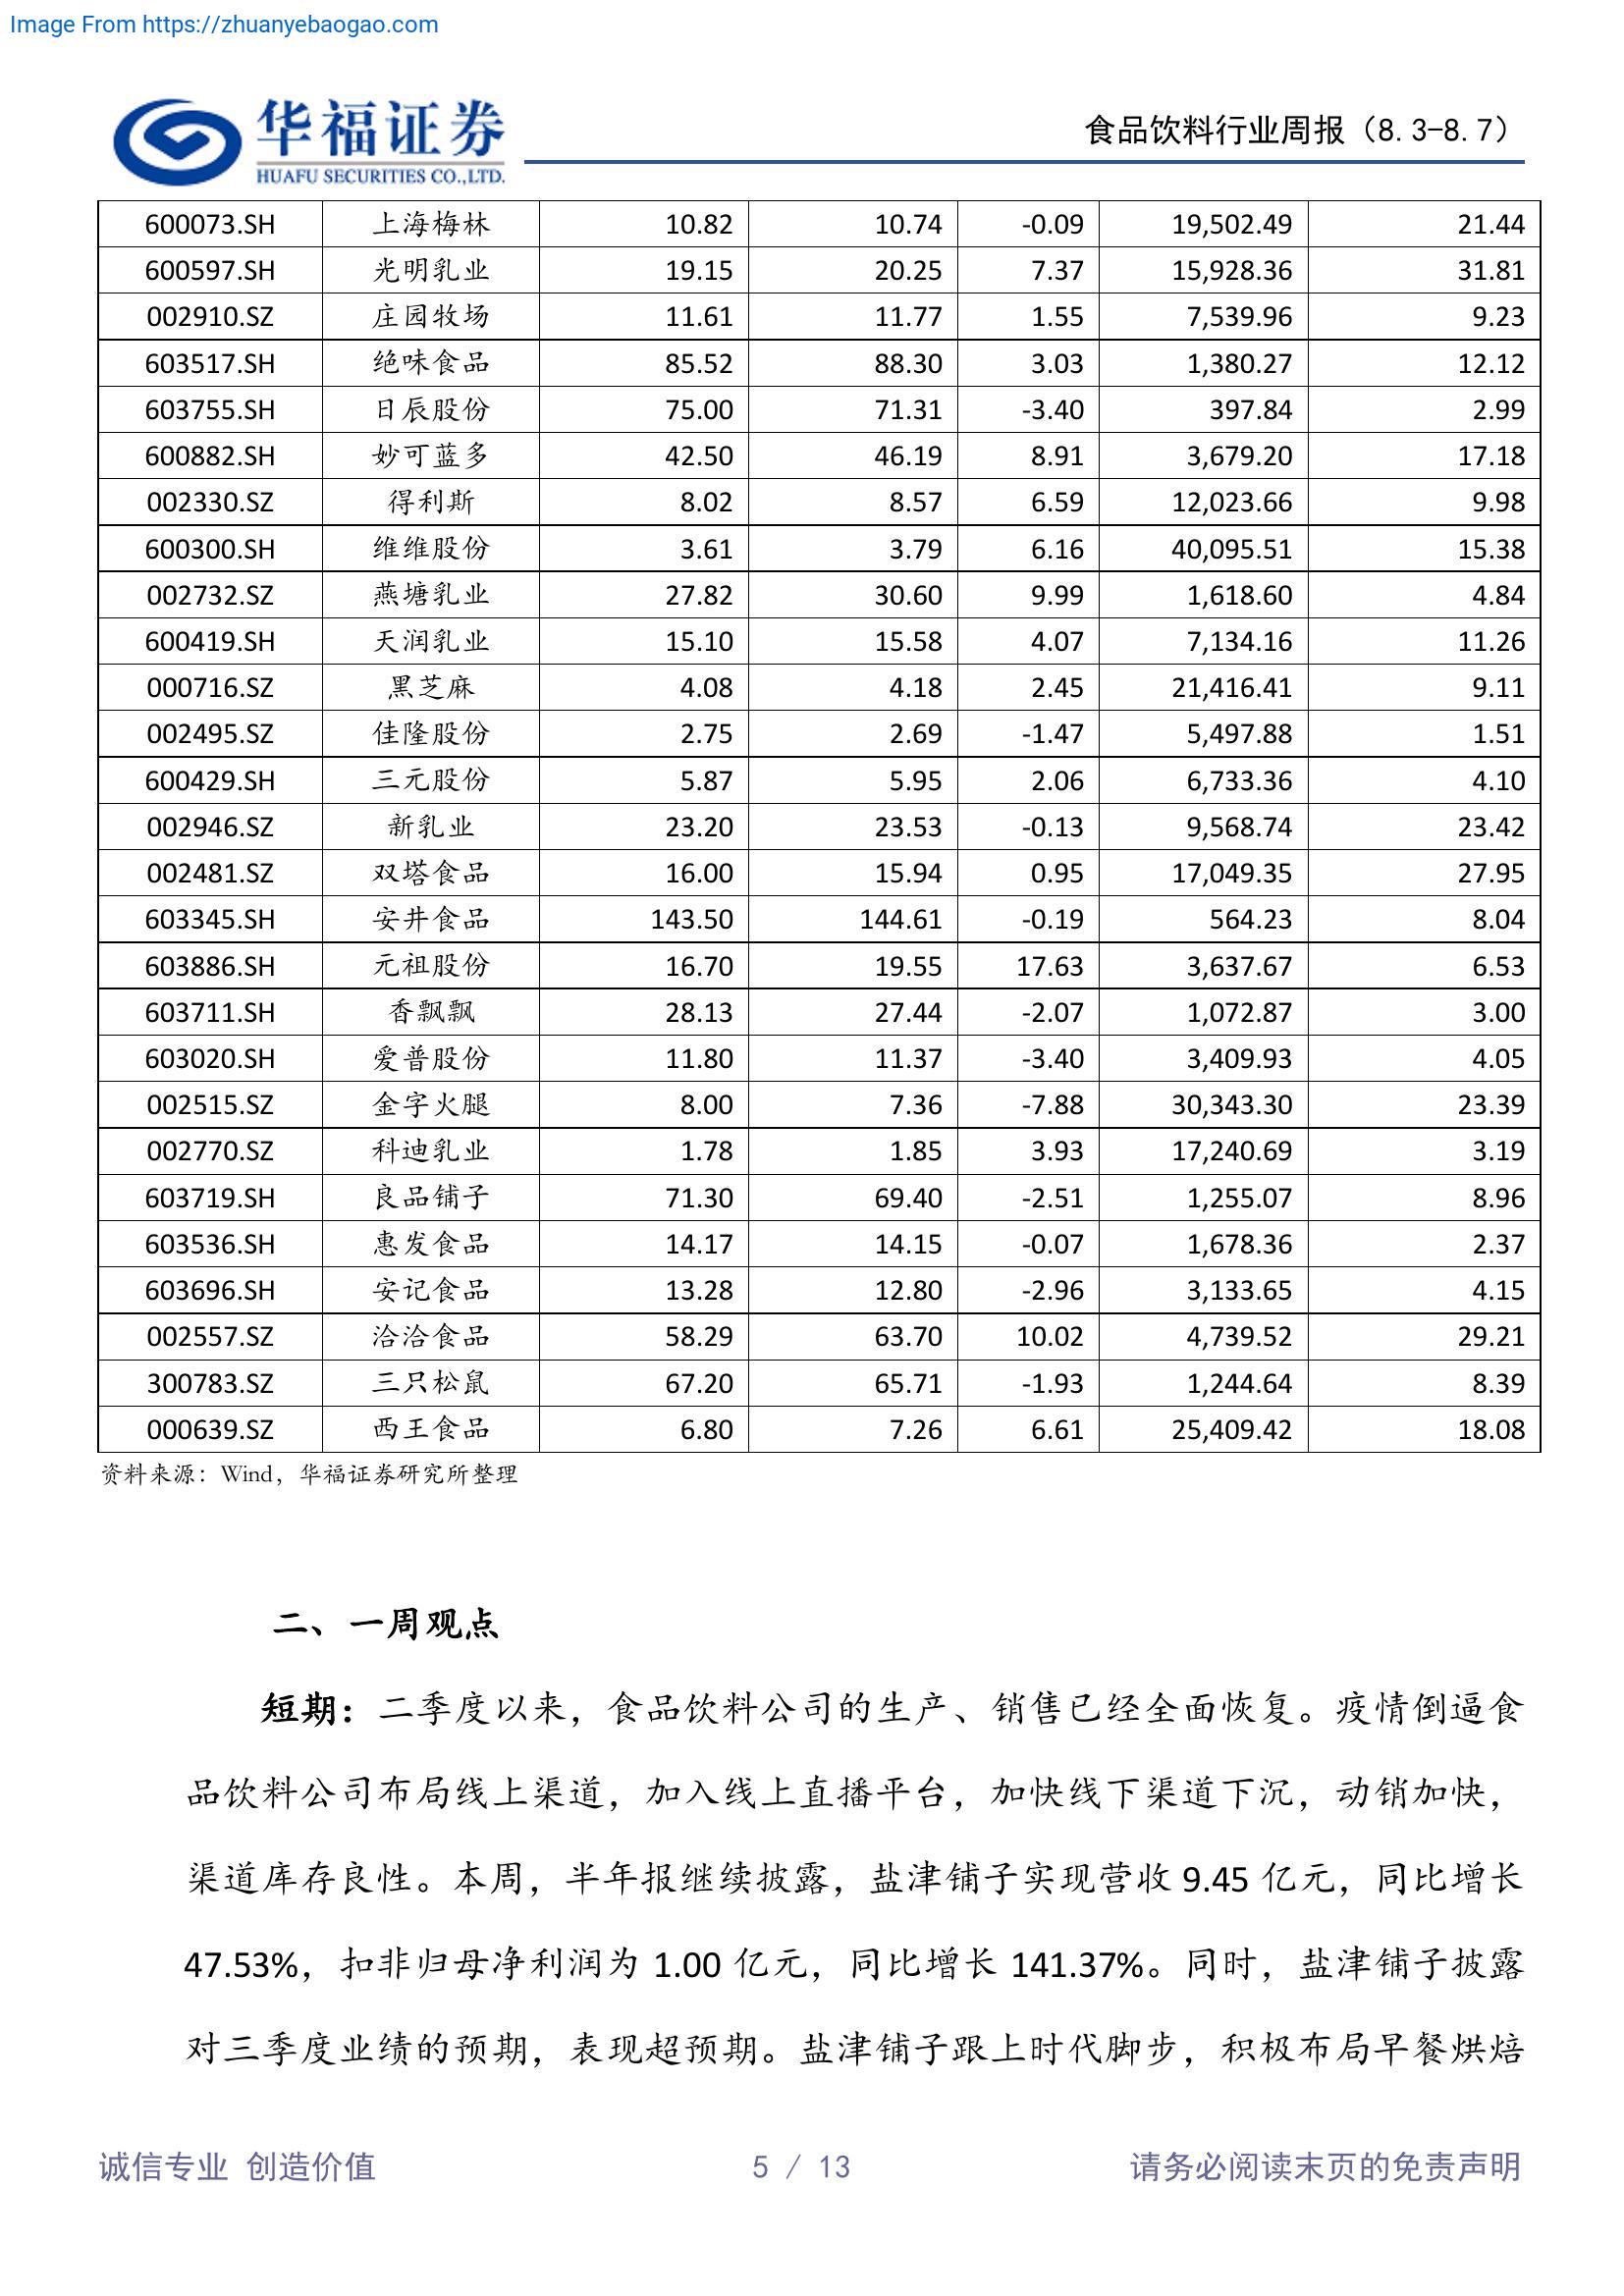 Image From https://zhuanyebaogao.com
华福证券
HUAFU SECURITIES CO.,LTD.
食品饮料行业周报（8.3-8.7）
600073.SH 上海梅林 10.82 10.74 -0.09 19,502.49 21.44
600597.SH 光明乳业 19.15 20.25 7.37 15,928.36 31.81
002910.SZ 庄园牧场 11.61 11.77 1.55 7,539.96 9.23
603517.SH 绝味食品 85.52 88.30 3.03 1,380.27 12.12
603755.SH 日辰股份 75.00 71.31 -3.40 397.84 2.99
600882.SH 妙可蓝多 42.50 46.19 8.91 3,679.20 17.18
002330.SZ 得利斯 8.02 8.57 6.59 12,023.66 9.98
600300.SH 维维股份 3.61 3.79 6.16 40,095.51 15.38
002732.SZ 燕塘乳业 27.82 30.60 9.99 1,618.60 4.84
600419.SH 天润乳业 15.10 15.58 4.07 7,134.16 11.26
000716.SZ 黑芝麻 4.08 4.18 2.45 21,416.41 9.11
002495.SZ 佳隆股份 2.75 2.69 -1.47 5,497.88 1.51
600429.SH 三元股份 5.87 5.95 2.06 6,733.36 4.10
002946.SZ 新乳业 23.20 23.53 -0.13 9,568.74 23.42
002481.SZ 双塔食品 16.00 15.94 0.95 17,049.35 27.95
603345.SH 安井食品 143.50 144.61 -0.19 564.23 8.04
603886.SH 元祖股份 16.70 19.55 17.63 3,637.67 6.53
603711.SH 香飘飘 28.13 27.44 -2.07 1,072.87 3.00
603020.SH 爱普股份 11.80 11.37 -3.40 3,409.93 4.05
002515.SZ 金字火腿 8.00 7.36 -7.88 30,343.30 23.39
002770.SZ 科迪乳业 1.78 1.85 3.93 17,240.69 3.19
603719.SH 良品铺子 71.30 69.40 -2.51 1,255.07 8.96
603536.SH 惠发食品 14.17 14.15 -0.07 1,678.36 2.37
603696.SH 安记食品 13.28 12.80 -2.96 3,133.65 4.15
002557.SZ 洽洽食品 58.29 63.70 10.02 4,739.52 29.21
300783.SZ 三只松鼠 67.20 65.71 -1.93 1,244.64 8.39
000639.SZ 西王食品 6.80 7.26 6.61 25,409.42 18.08
资料来源：Wind，华福证券研究所整理
二、一周观点
短期：二季度以来，食品饮料公司的生产、销售已经全面恢复。疫情倒逼食
品饮料公司布局线上渠道，加入线上直播平台，加快线下渠道下沉，动销加快，
渠道库存良性。本周，半年报继续披露，盐津铺子实现营收 9.45 亿元，同比增长
47.53%，扣非归母净利润为 1.00 亿元，同比增长 141.37%。同时，盐津铺子披露
对三季度业绩的预期，表现超预期。盐津铺子跟上时代脚步，积极布局早餐烘焙
诚信专业 创造价值 5 / 13 请务必阅读末页的免责声明